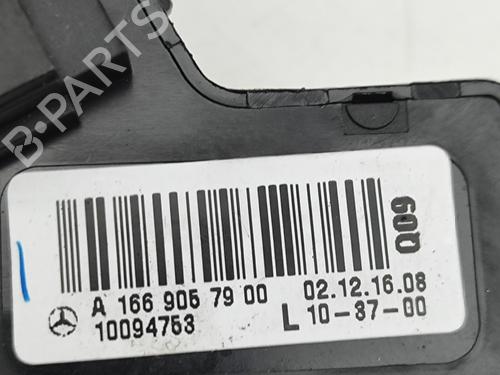 B-PARTS
Q09
A 166 905 79 00
02.12.16.08
10094753
L 10-37-00